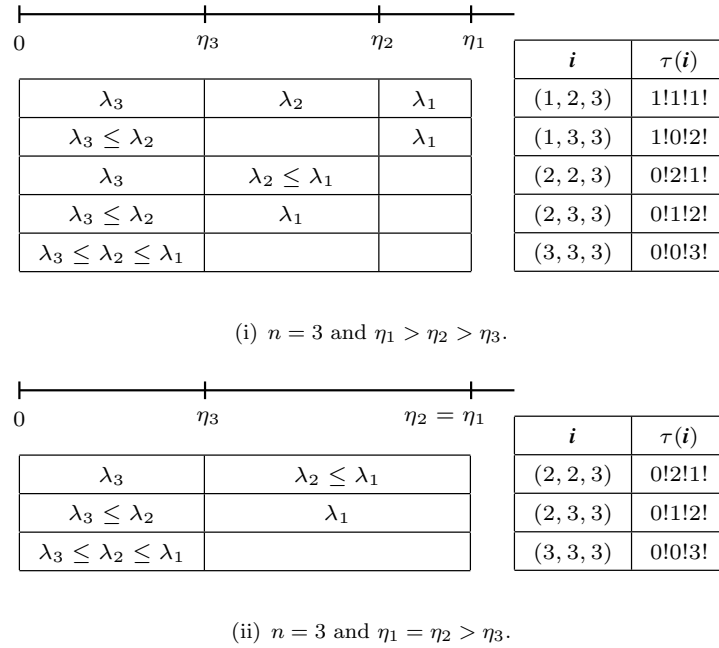 0 η₃ η₂ η₁
i τ(i)
λ₃ λ₂ λ₁ (1, 2, 3) 1!1!1!
λ₃ ≤ λ₂ λ₁ (1, 3, 3) 1!0!2!
λ₃ λ₂ ≤ λ₁ (2, 2, 3) 0!2!1!
λ₃ ≤ λ₂ λ₁ (2, 3, 3) 0!1!2!
λ₃ ≤ λ₂ ≤ λ₁ (3, 3, 3) 0!0!3!
(i) n = 3 and η₁ > η₂ > η₃.
0 η₃ η₂ = η₁
i τ(i)
λ₃ λ₂ ≤ λ₁ (2, 2, 3) 0!2!1!
λ₃ ≤ λ₂ λ₁ (2, 3, 3) 0!1!2!
λ₃ ≤ λ₂ ≤ λ₁ (3, 3, 3) 0!0!3!
(ii) n = 3 and η₁ = η₂ > η₃.